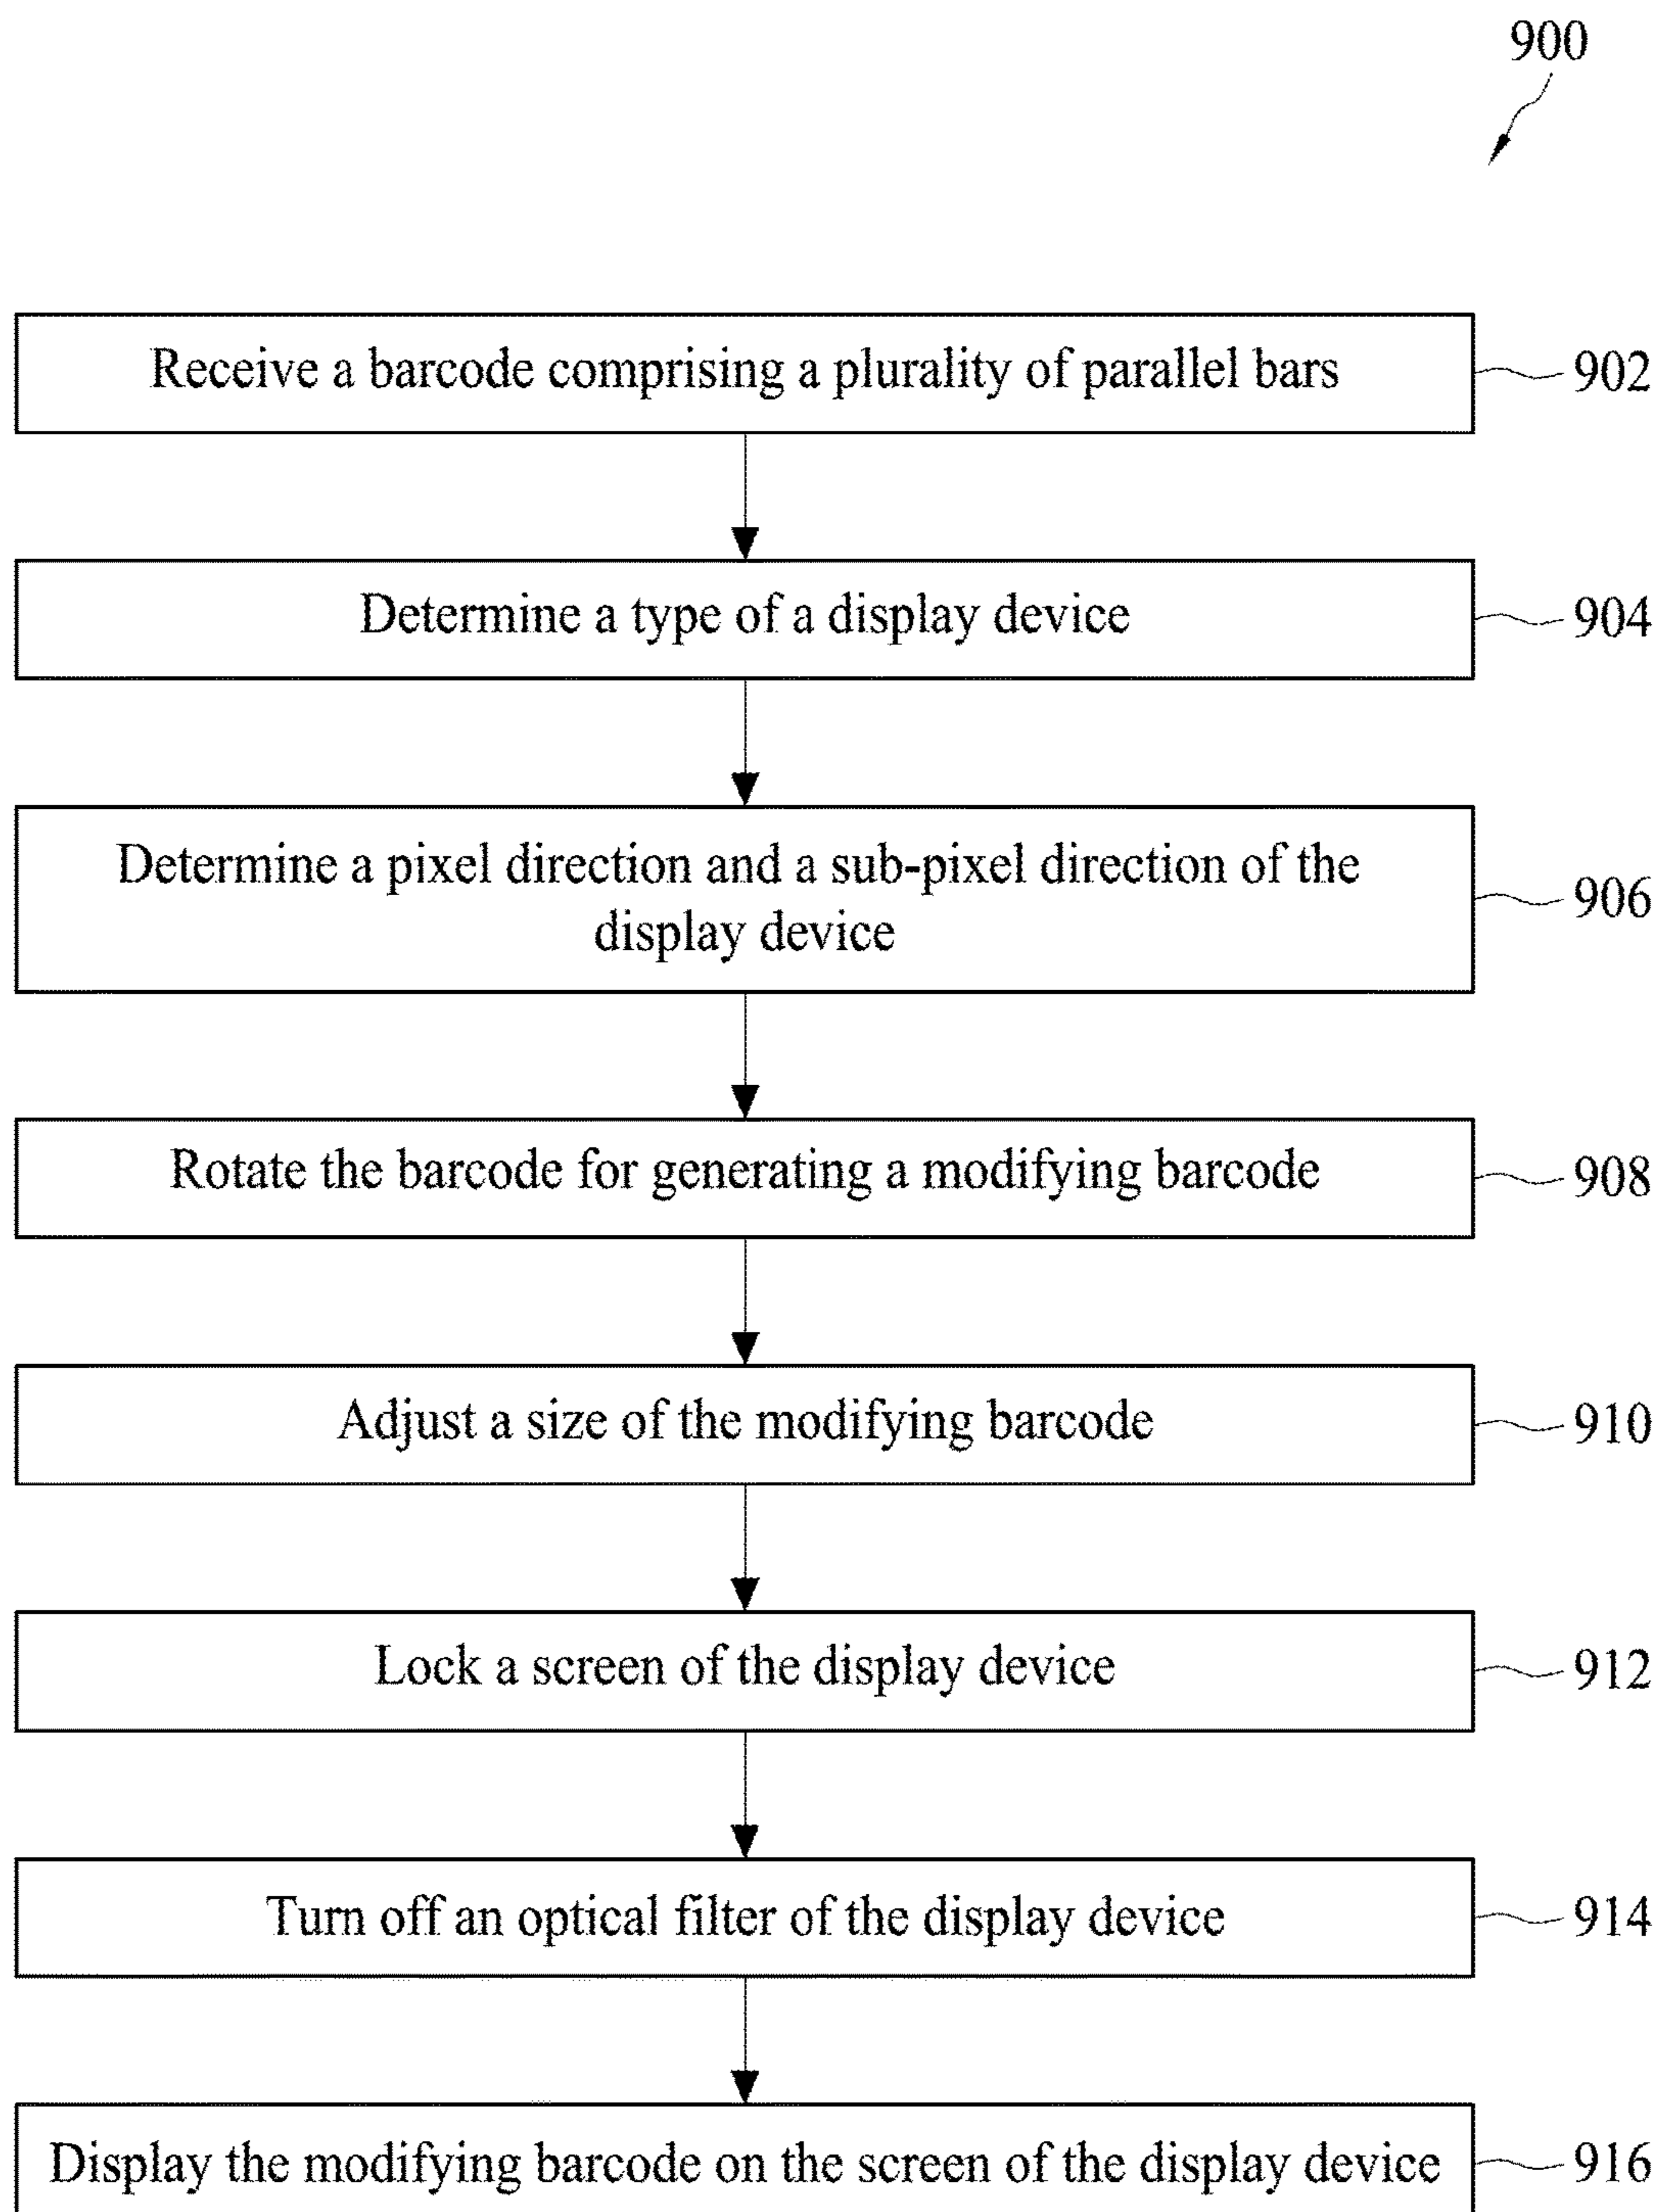 900
Receive a barcode comprising a plurality of parallel bars
902
Determine a type of a display device
904
Determine a pixel direction and a sub-pixel direction of the
display device
906
Rotate the barcode for generating a modifying barcode
908
Adjust a size of the modifying barcode
910
Lock a screen of the display device
912
Turn off an optical filter of the display device
914
Display the modifying barcode on the screen of the display device
916